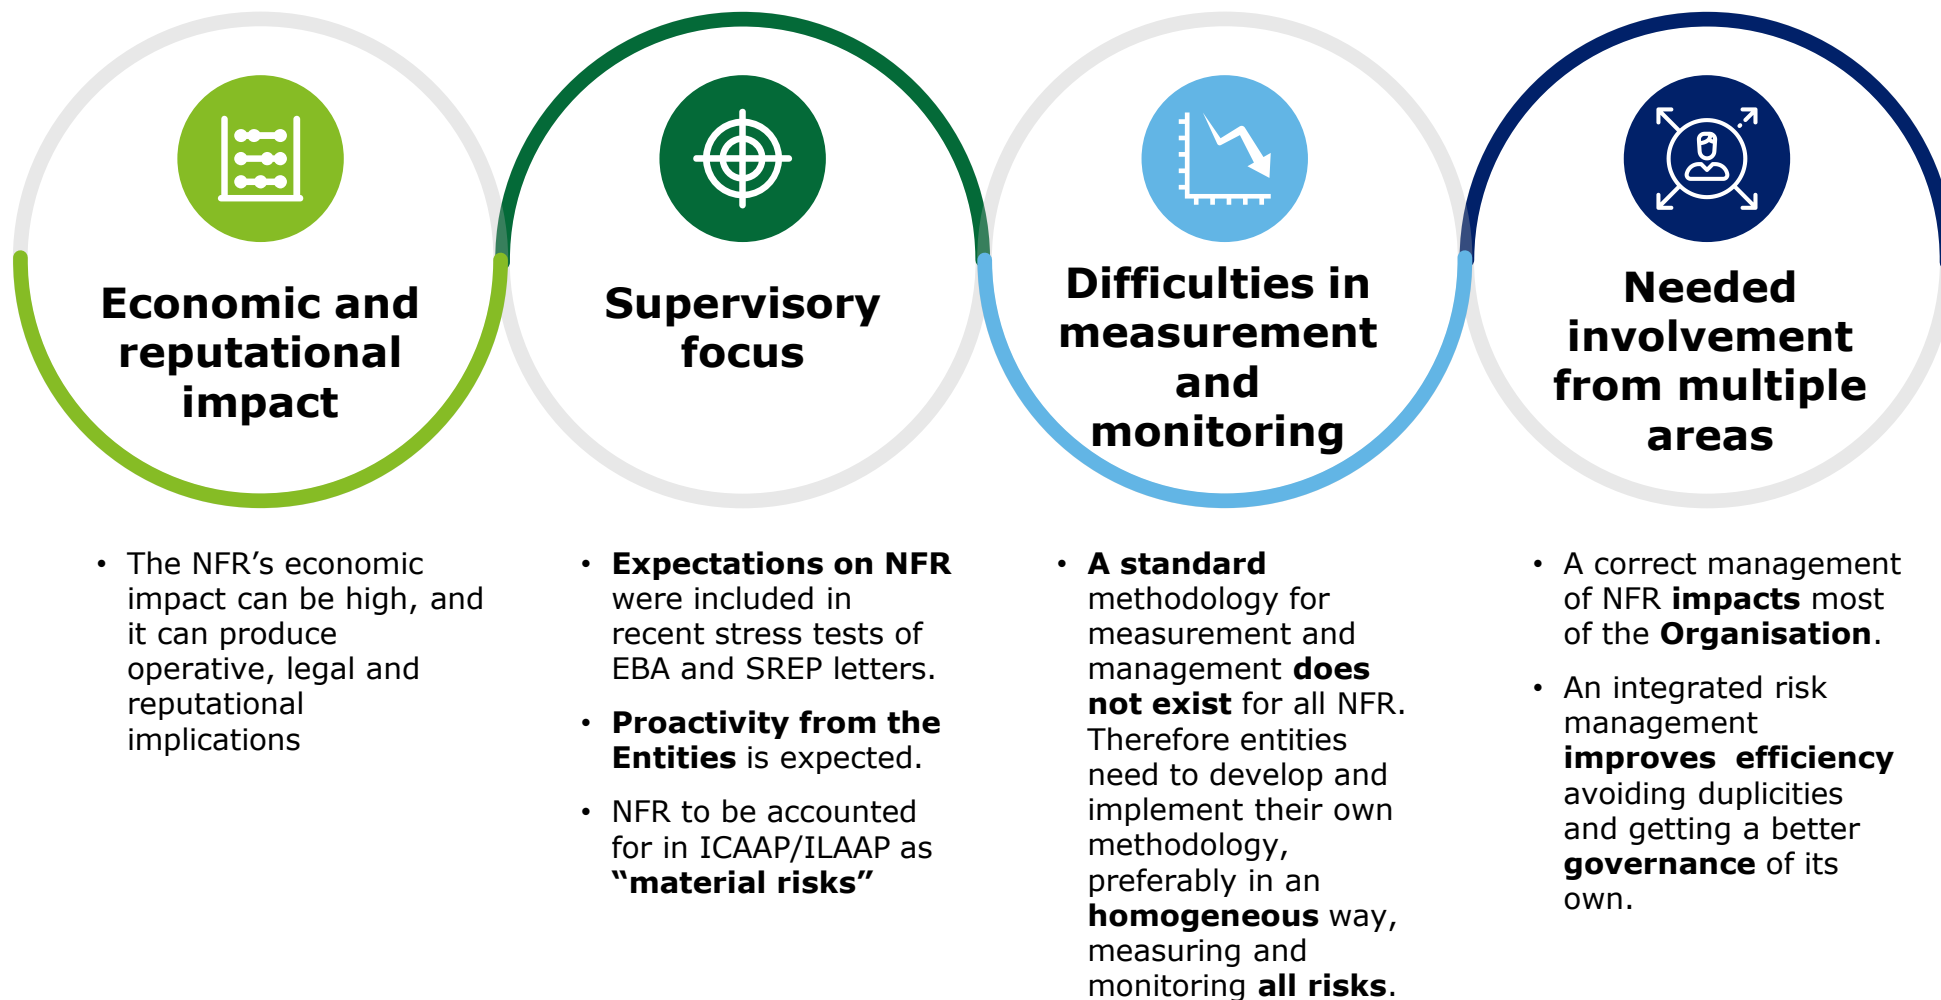 Economic and
reputational
impact
• The NFR’s economic
impact can be high, and
it can produce
operative, legal and
reputational
implications
Supervisory
focus
• Expectations on NFR
were included in
recent stress tests of
EBA and SREP letters.
• Proactivity from the
Entities is expected.
• NFR to be accounted
for in ICAAP/ILAAP as
“material risks”
Difficulties in
measurement
and
monitoring
• A standard
methodology for
measurement and
management does
not exist for all NFR.
Therefore entities
need to develop and
implement their own
methodology,
preferably in an
homogeneous way,
measuring and
monitoring all risks.
Needed
involvement
from multiple
areas
• A correct management
of NFR impacts most
of the Organisation.
• An integrated risk
management
improves  efficiency
avoiding duplicities
and getting a better
governance of its
own.